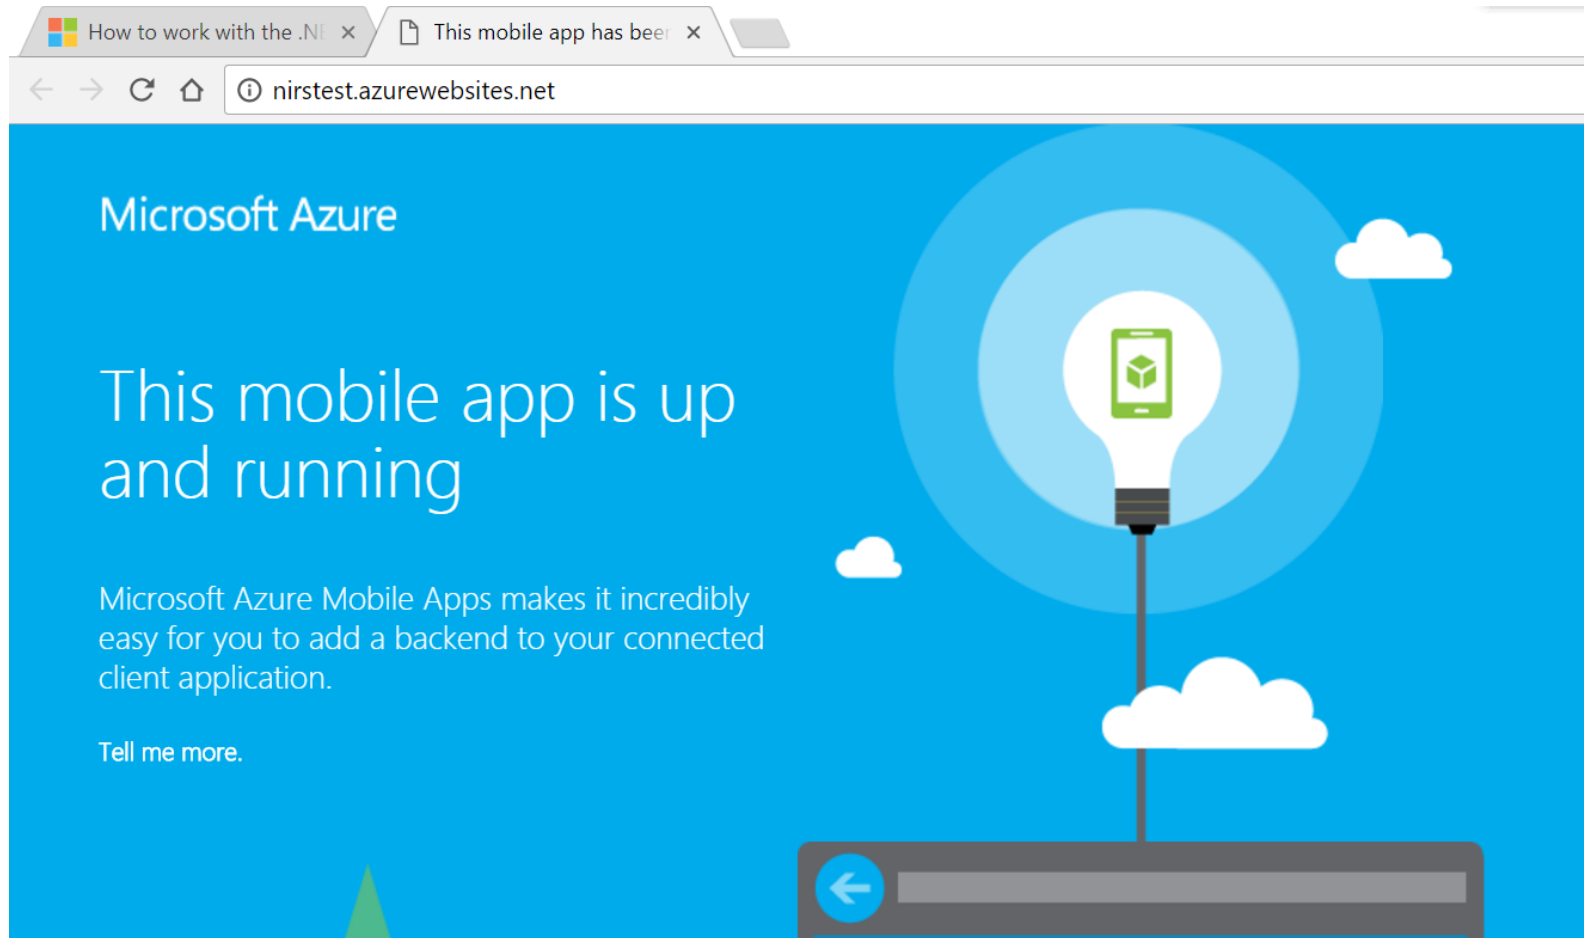 How to work with the .NE
This mobile app has been
nirstest.azurewebsites.net
Microsoft Azure
This mobile app is up
and running
Microsoft Azure Mobile Apps makes it incredibly
easy for you to add a backend to your connected
client application.
Tell me more.